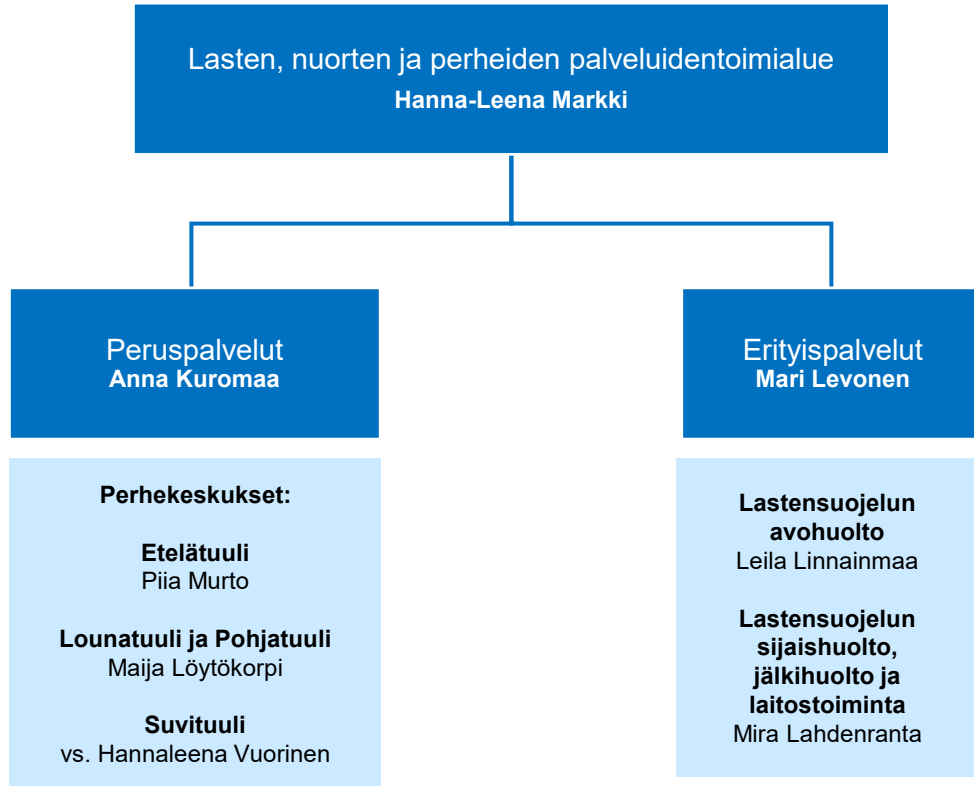 Lasten, nuorten ja perheiden palveluidentoimialue
Hanna-Leena Markki
Peruspalvelut
Anna Kuromaa
Perhekeskukset:
Etelätuuli
Piia Murto
Lounatuuli ja Pohjatuuli
Maija Löytökorpi
Suvituuli
vs. Hannaleena Vuorinen
Erityispalvelut
Mari Levonen
Lastensuojelun
avohuolto
Leila Linnainmaa
Lastensuojelun
sijaishuolto,
jälkihuolto ja
laitostoiminta
Mira Lahdenranta